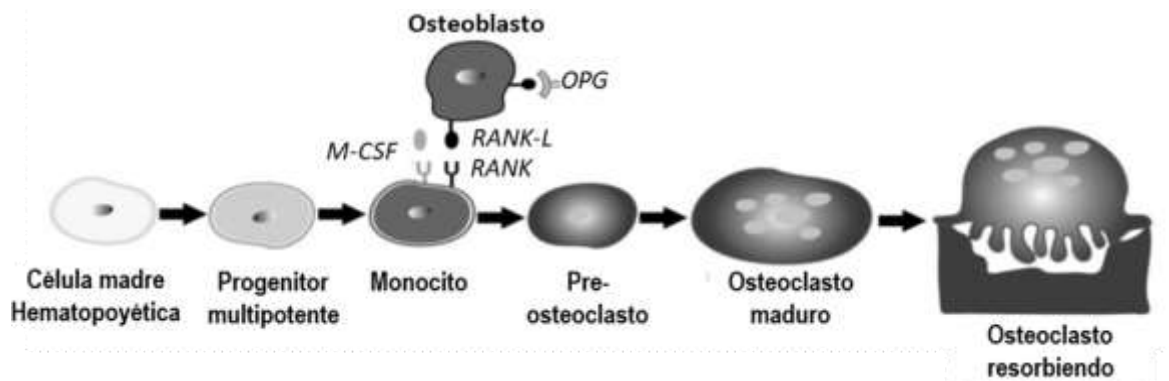 Osteoblasto
OPG
RANK-L
M-CSF
RANK
Célula madre
Hematopoyética
Progenitor
multipotente
Monocito
Pre-
osteoclasto
Osteoclasto
maduro
Osteoclasto
resorbiendo